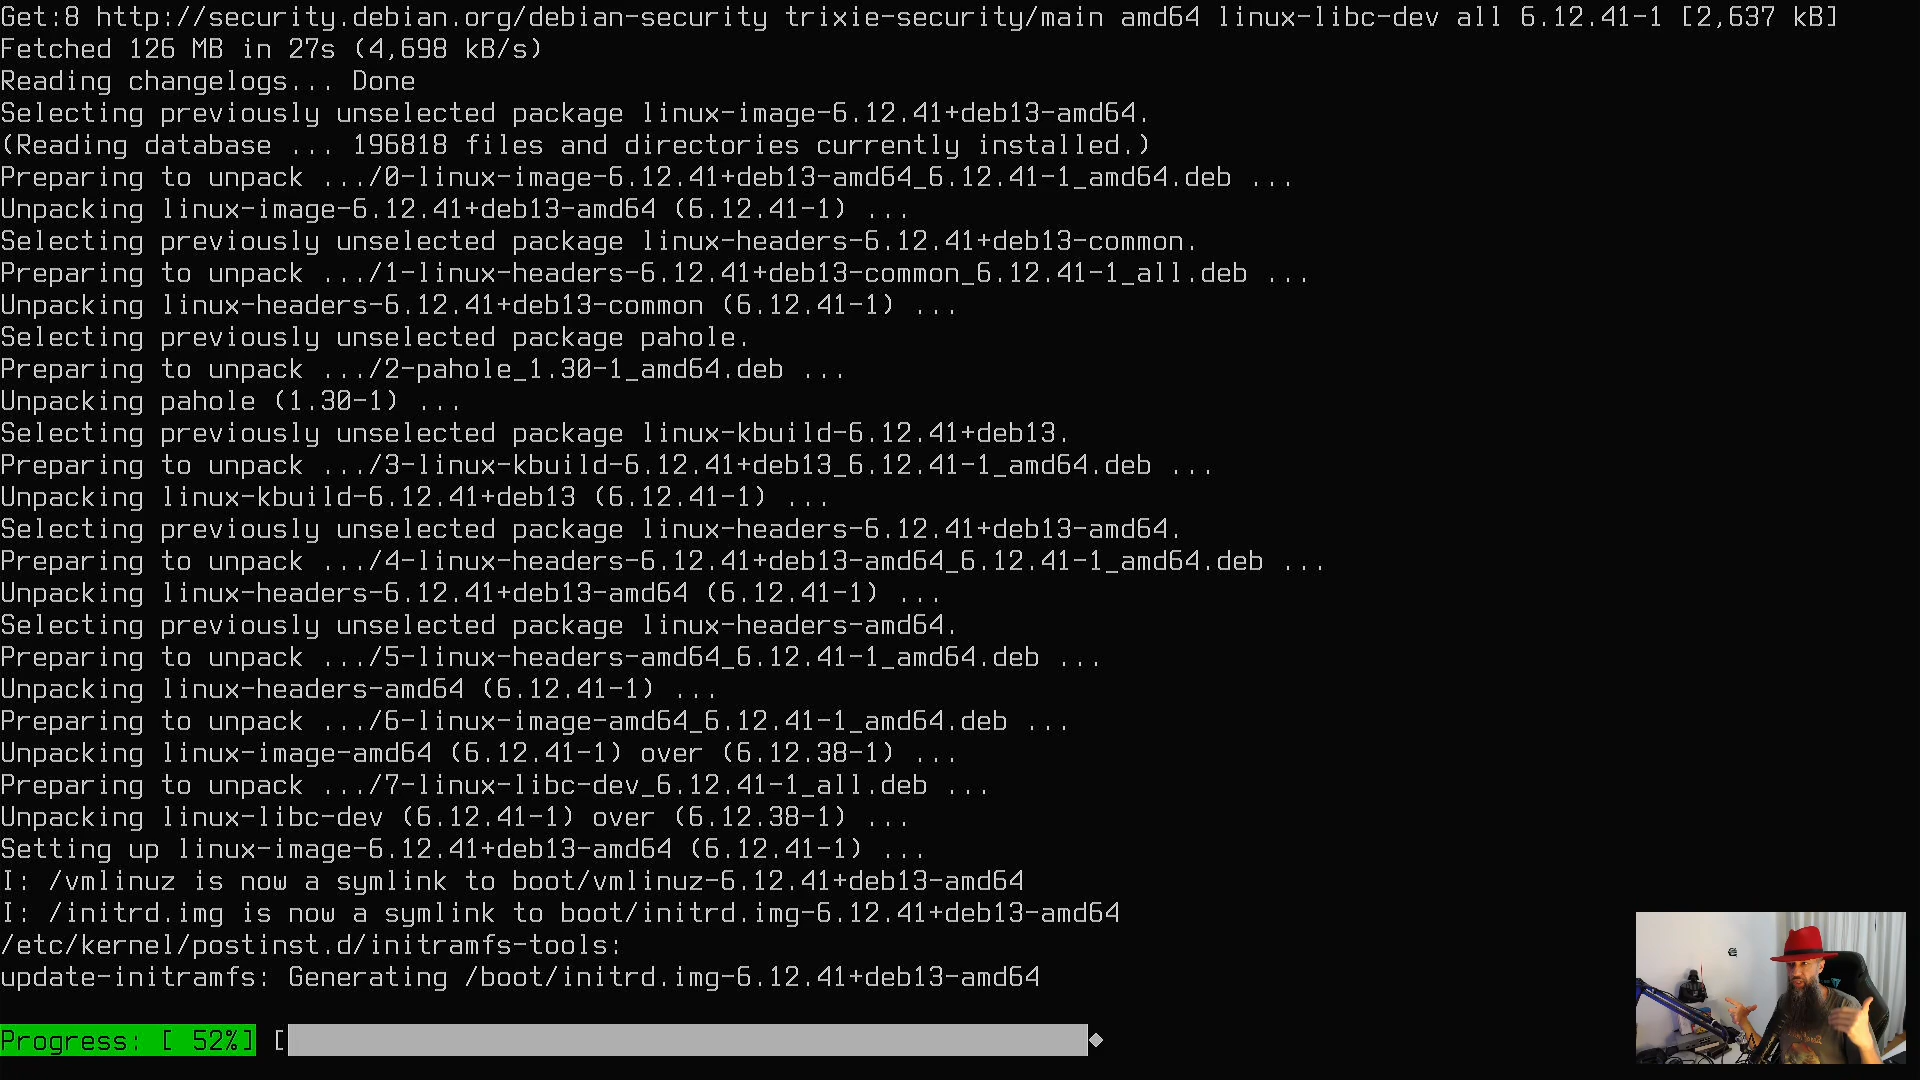 Get:8 http://security.debian.org/debian-security trixie-security/main amd64 linux-libc-dev all 6.12.41-1 [2,637 kB]
Fetched 126 MB in 27s (4,698 kB/s)
Reading changelogs... Done
Selecting previously unselected package linux-image-6.12.41+deb13-amd64.
(Reading database ... 196818 files and directories currently installed.)
Preparing to unpack .../0-linux-image-6.12.41+deb13-amd64_6.12.41-1_amd64.deb ...
Unpacking linux-image-6.12.41+deb13-amd64 (6.12.41-1) ...
Selecting previously unselected package linux-headers-6.12.41+deb13-common.
Preparing to unpack .../1-linux-headers-6.12.41+deb13-common_6.12.41-1_all.deb ...
Unpacking linux-headers-6.12.41+deb13-common (6.12.41-1) ...
Selecting previously unselected package pahole.
Preparing to unpack .../2-pahole_1.30-1_amd64.deb ...
Unpacking pahole (1.30-1) ...
Selecting previously unselected package linux-kbuild-6.12.41+deb13.
Preparing to unpack .../3-linux-kbuild-6.12.41+deb13_6.12.41-1_amd64.deb ...
Unpacking linux-kbuild-6.12.41+deb13 (6.12.41-1) ...
Selecting previously unselected package linux-headers-6.12.41+deb13-amd64.
Preparing to unpack .../4-linux-headers-6.12.41+deb13-amd64_6.12.41-1_amd64.deb ...
Unpacking linux-headers-6.12.41+deb13-amd64 (6.12.41-1) ...
Selecting previously unselected package linux-headers-amd64.
Preparing to unpack .../5-linux-headers-amd64_6.12.41-1_amd64.deb ...
Unpacking linux-headers-amd64 (6.12.41-1) ...
Preparing to unpack .../6-linux-image-amd64_6.12.41-1_amd64.deb ...
Unpacking linux-image-amd64 (6.12.41-1) over (6.12.38-1) ...
Preparing to unpack .../7-linux-libc-dev_6.12.41-1_all.deb ...
Unpacking linux-libc-dev (6.12.41-1) over (6.12.38-1) ...
Setting up linux-image-6.12.41+deb13-amd64 (6.12.41-1) ...
I: /vmlinuz is now a symlink to boot/vmlinuz-6.12.41+deb13-amd64
I: /initrd.img is now a symlink to boot/initrd.img-6.12.41+deb13-amd64
/etc/kernel/postinst.d/initramfs-tools:
update-initramfs: Generating /boot/initrd.img-6.12.41+deb13-amd64
Progress: [ 52%] [